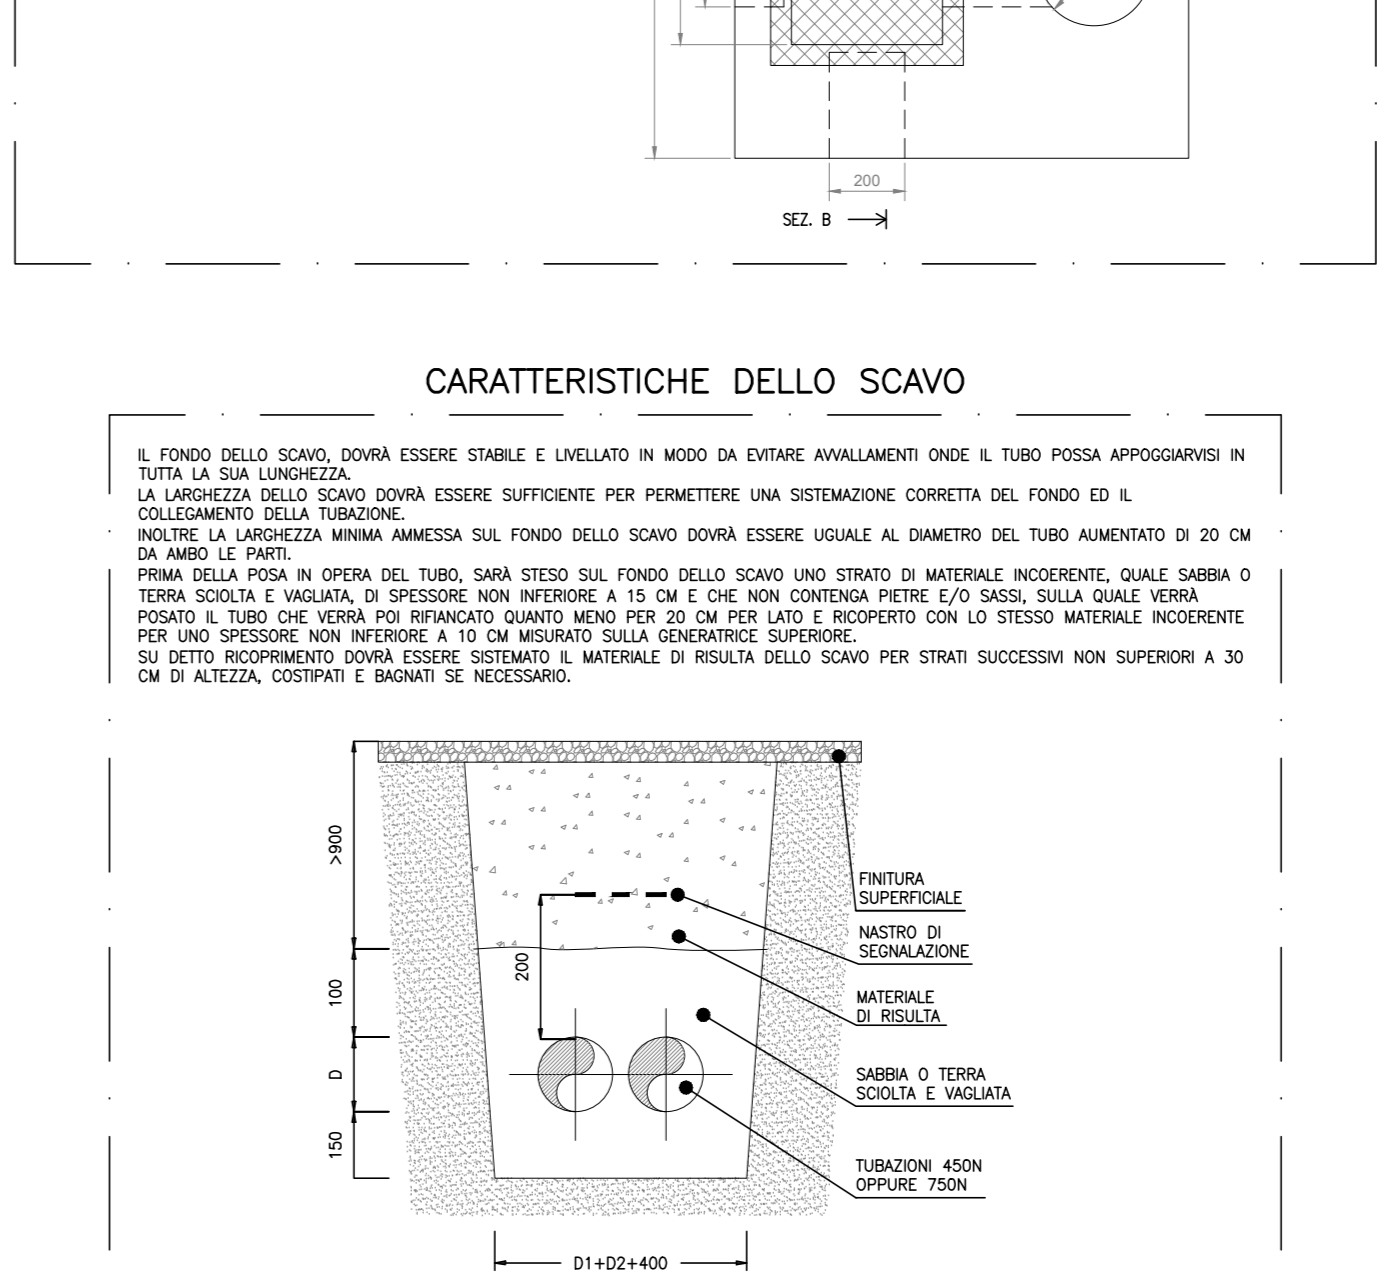 200
SEZ. B
CARATTERISTICHE DELLO SCAVO
IL FONDO DELLO SCAVO, DOVRÀ ESSERE STABILE E LIVELLATO IN MODO DA EVITARE AVVALLAMENTI ONDE IL TUBO POSSA APPOGGIARVISI IN
TUTTA LA SUA LUNGHEZZA.
LA LARGHEZZA DELLO SCAVO DOVRÀ ESSERE SUFFICIENTE PER PERMETTERE UNA SISTEMAZIONE CORRETTA DEL FONDO ED IL
COLLEGAMENTO DELLA TUBAZIONE.
INOLTRE LA LARGHEZZA MINIMA AMMESSA SUL FONDO DELLO SCAVO DOVRÀ ESSERE UGUALE AL DIAMETRO DEL TUBO AUMENTATO DI 20 CM
DA AMBO LE PARTI.
PRIMA DELLA POSA IN OPERA DEL TUBO, SARÀ STESO SUL FONDO DELLO SCAVO UNO STRATO DI MATERIALE INCOERENTE, QUALE SABBIA O
TERRA SCIOLTA E VAGLIATA, DI SPESSORE NON INFERIORE A 15 CM E CHE NON CONTENGA PIETRE E/O SASSI, SULLA QUALE VERRÀ
POSATO IL TUBO CHE VERRÀ POI RIFIANCATO QUANTO MENO PER 20 CM PER LATO E RICOPERTO CON LO STESSO MATERIALE INCOERENTE
PER UNO SPESSORE NON INFERIORE A 10 CM MISURATO SULLA GENERATRICE SUPERIORE.
SU DETTO RICOPRIMENTO DOVRÀ ESSERE SISTEMATO IL MATERIALE DI RISULTA DELLO SCAVO PER STRATI SUCCESSIVI NON SUPERIORI A 30
CM DI ALTEZZA, COSTIPATI E BAGNATI SE NECESSARIO.
>900
100
D
150
200
FINITURA
SUPERFICIALE
NASTRO DI
SEGNALAZIONE
MATERIALE
DI RISULTA
SABBIA O TERRA
SCIOLTA E VAGLIATA
TUBAZIONI 450N
OPPURE 750N
D1+D2+400